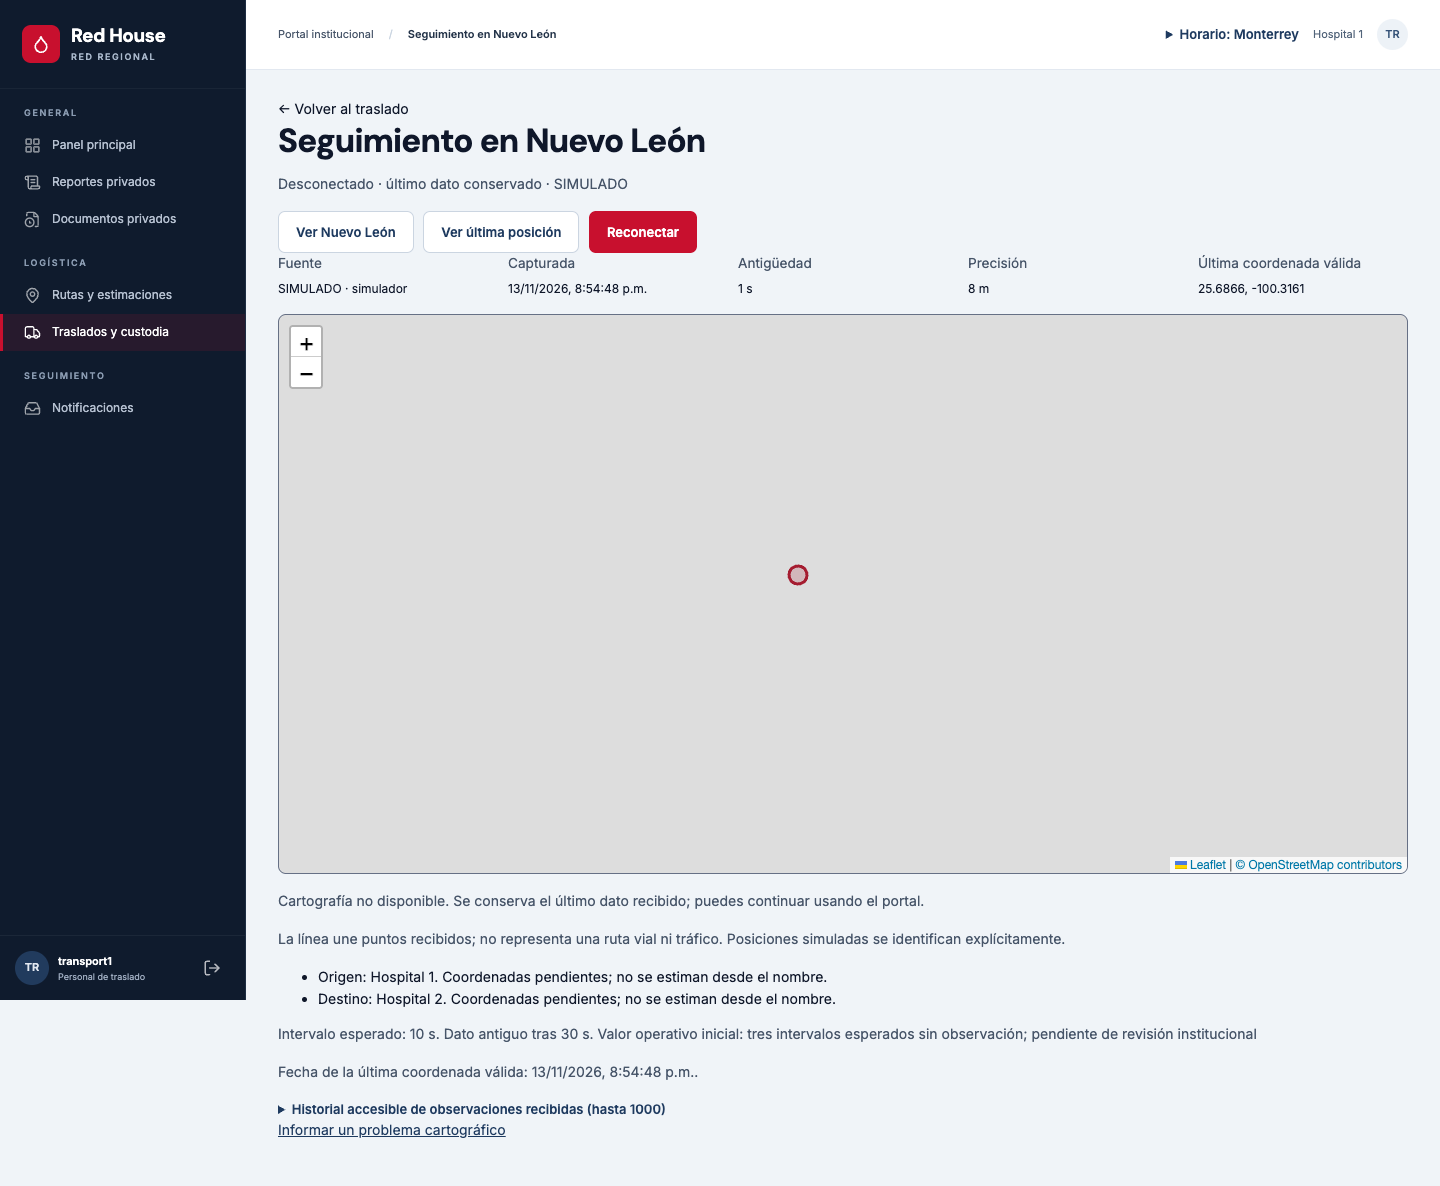 Red House
RED REGIONAL
GENERAL
Panel principal
Reportes privados
Documentos privados
LOGÍSTICA
Rutas y estimaciones
Traslados y custodia
SEGUIMIENTO
Notificaciones
TR
transport1
Personal de traslado
Portal institucional / Seguimiento en Nuevo León
Horario: Monterrey Hospital 1 TR
← Volver al traslado
Seguimiento en Nuevo León
Desconectado · último dato conservado · SIMULADO
Ver Nuevo León Ver última posición Reconectar
Fuente Capturada Antigüedad Precisión Última coordenada válida
SIMULADO · simulador 13/11/2026, 8:54:48 p.m. 1 s 8 m 25.6866, -100.3161
+
−
Leaflet | © OpenStreetMap contributors
Cartografía no disponible. Se conserva el último dato recibido; puedes continuar usando el portal.
La línea une puntos recibidos; no representa una ruta vial ni tráfico. Posiciones simuladas se identifican explícitamente.
• Origen: Hospital 1. Coordenadas pendientes; no se estiman desde el nombre.
• Destino: Hospital 2. Coordenadas pendientes; no se estiman desde el nombre.
Intervalo esperado: 10 s. Dato antiguo tras 30 s. Valor operativo inicial: tres intervalos esperados sin observación; pendiente de revisión institucional
Fecha de la última coordenada válida: 13/11/2026, 8:54:48 p.m..
Historial accesible de observaciones recibidas (hasta 1000)
Informar un problema cartográfico